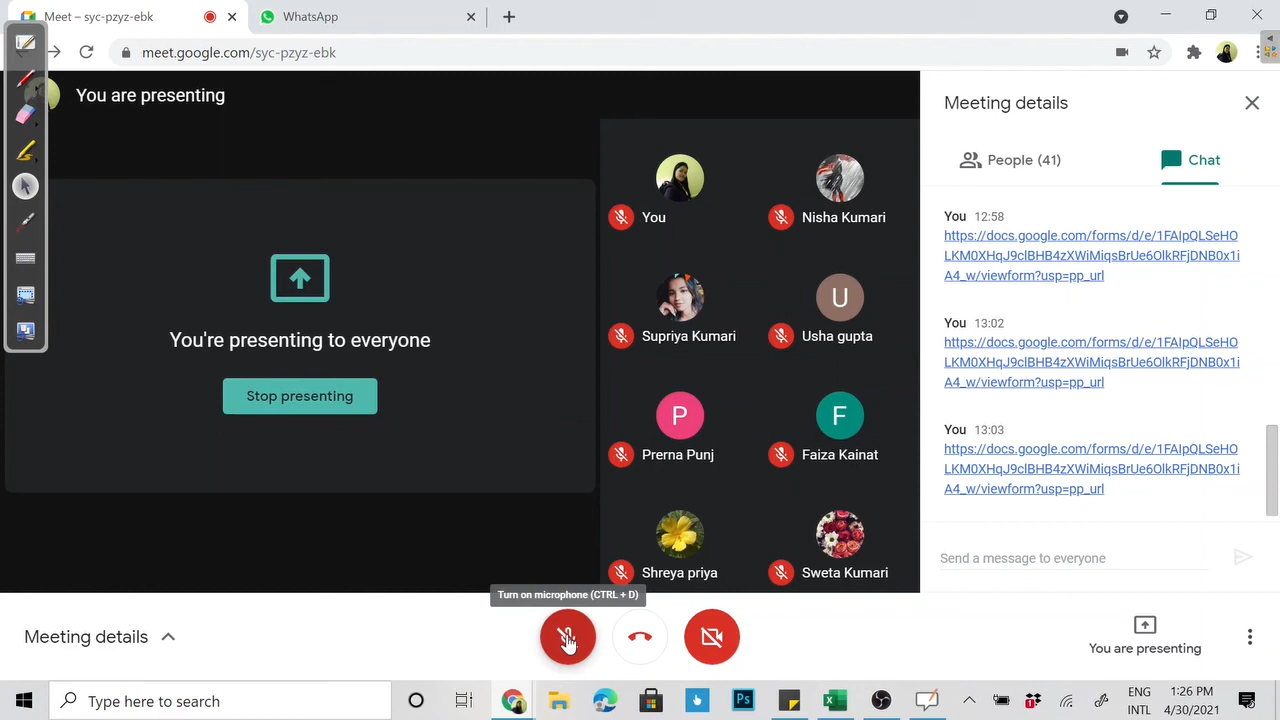 Meet – syc-pzyz-ebk
WhatsApp
meet.google.com/syc-pzyz-ebk
You are presenting
You're presenting to everyone
Stop presenting
You
Nisha Kumari
Supriya Kumari
U
Usha gupta
P
Prerna Punj
F
Faiza Kainat
Shreya priya
Sweta Kumari
Meeting details
People (41)
Chat
You 12:58
https://docs.google.com/forms/d/e/1FAIpQLSeHO
LKM0XHqJ9clBHB4zXWiMiqsBrUe6OlkRFjDNB0x1i
A4_w/viewform?usp=pp_url
You 13:02
https://docs.google.com/forms/d/e/1FAIpQLSeHO
LKM0XHqJ9clBHB4zXWiMiqsBrUe6OlkRFjDNB0x1i
A4_w/viewform?usp=pp_url
You 13:03
https://docs.google.com/forms/d/e/1FAIpQLSeHO
LKM0XHqJ9clBHB4zXWiMiqsBrUe6OlkRFjDNB0x1i
A4_w/viewform?usp=pp_url
Send a message to everyone
Turn on microphone (CTRL + D)
Meeting details
You are presenting
Type here to search
Ps
1
ENG
INTL
1:26 PM
4/30/2021